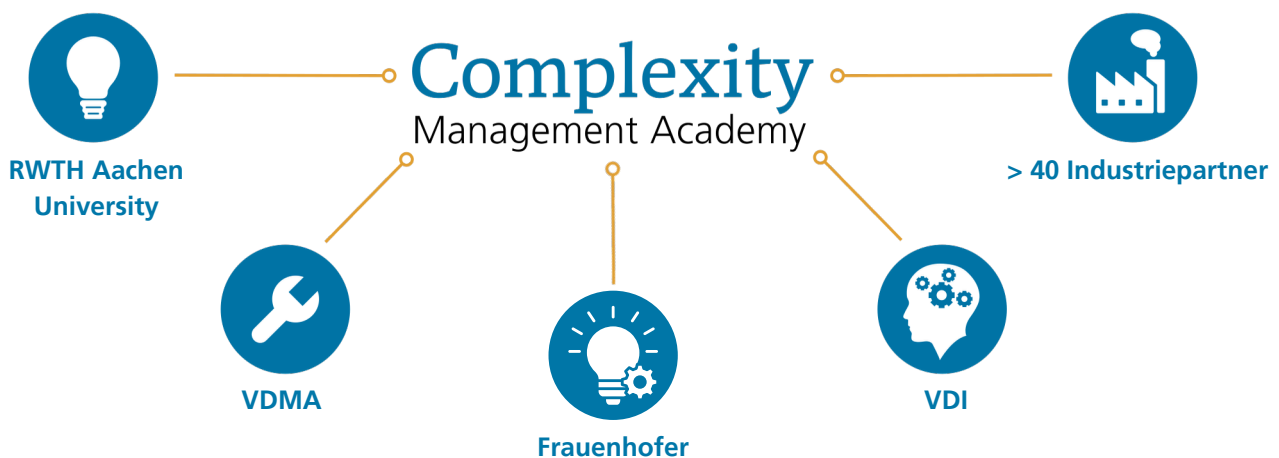 Complexity
Management Academy
RWTH Aachen
University
> 40 Industriepartner
VDMA
VDI
Frauenhofer